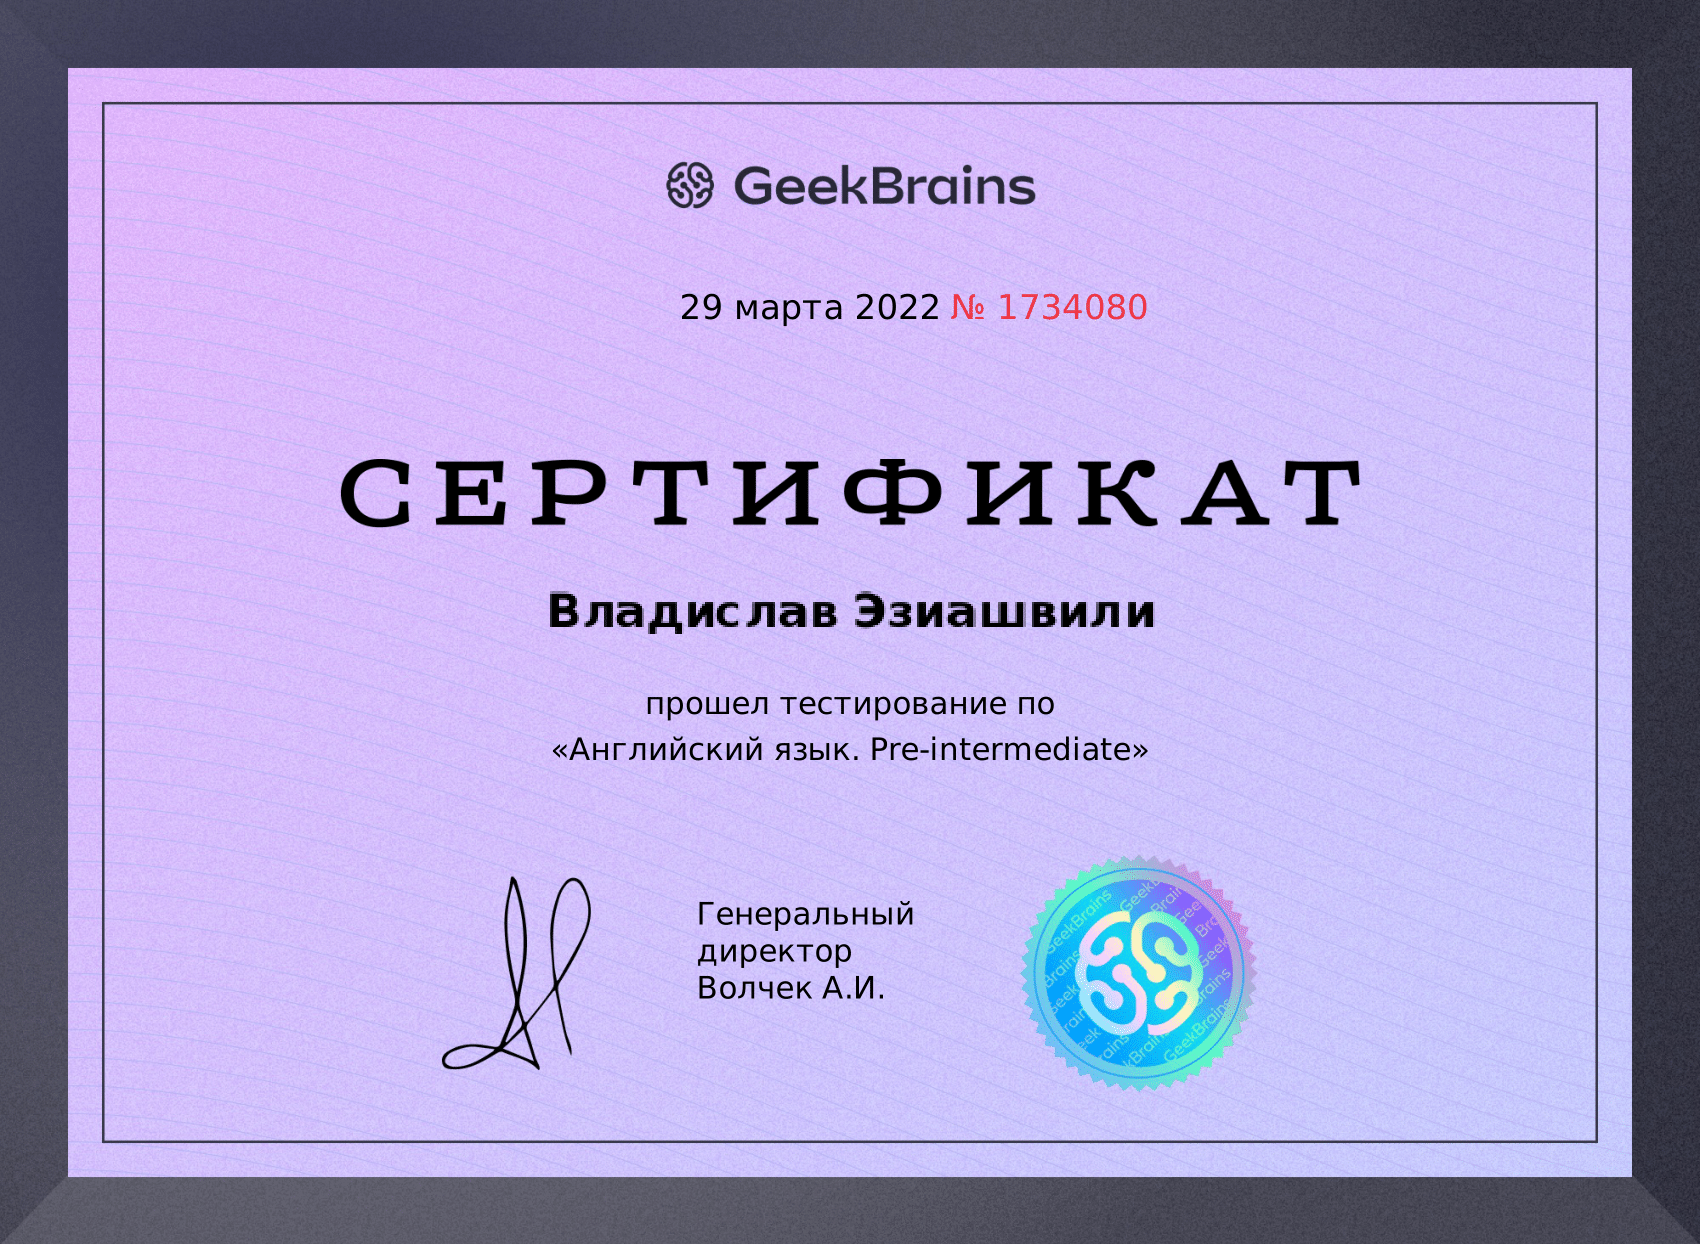 GeekBrains
29 марта 2022 № 1734080
СЕРТИФИКАТ
Владислав Эзиашвили
прошел тестирование по
«Английский язык. Pre-intermediate»
Генеральный
директор
Волчек А.И.